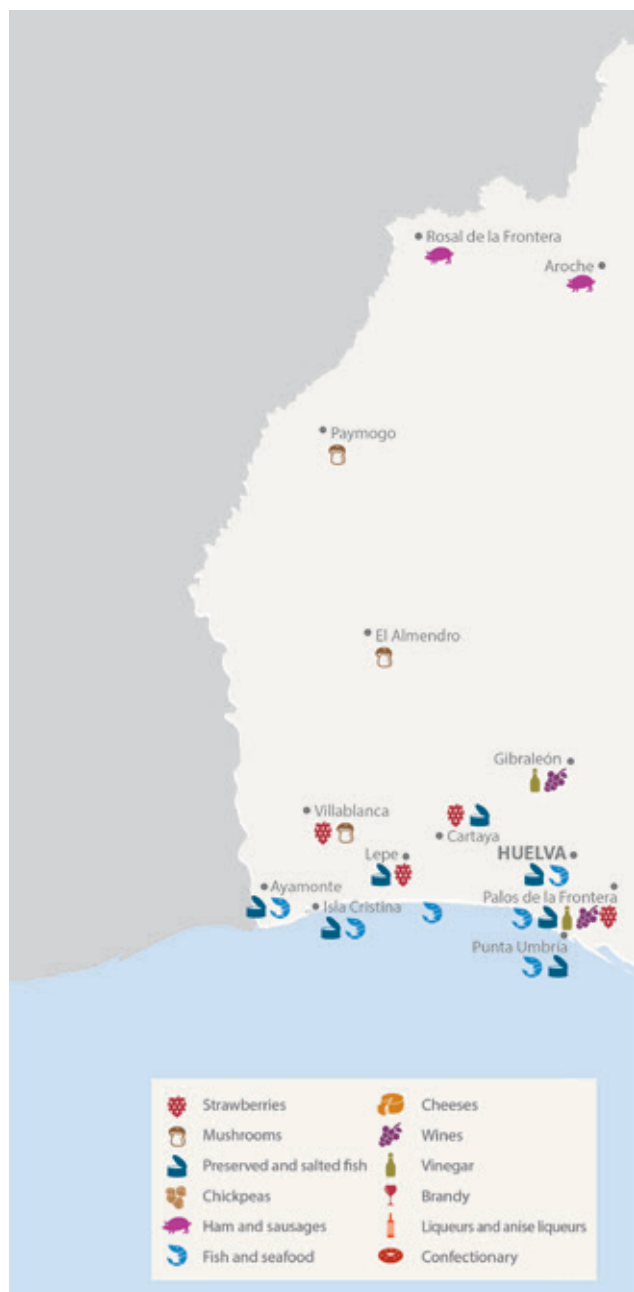 Rosal de la Frontera
Aroche
Paymogo
El Almendro
Gibraleón
Villablanca
Cartaya
Lepe
HUELVA
Ayamonte
Palos de la Frontera
Isla Cristina
Punta Umbría
Strawberries
Mushrooms
Preserved and salted fish
Chickpeas
Ham and sausages
Fish and seafood
Cheeses
Wines
Vinegar
Brandy
Liqueurs and anise liqueurs
Confectionary